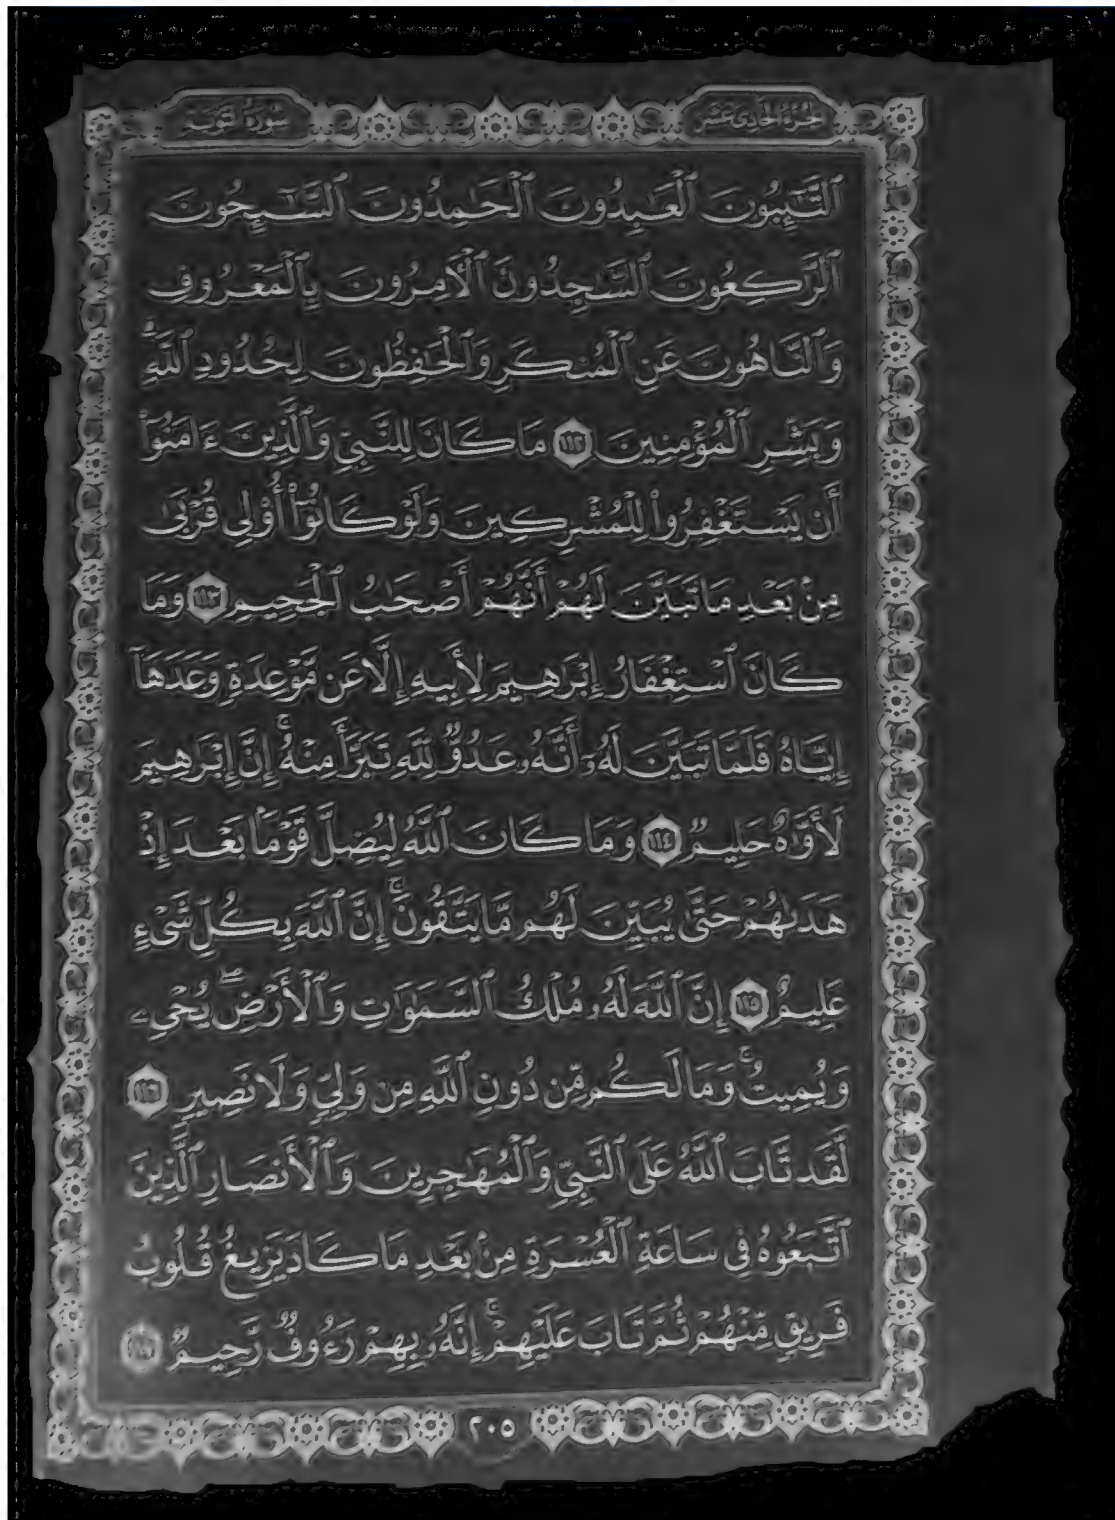 الجزء الحادي عشر
سورة التوبة
ٱلتَّـٰٓئِبُونَ ٱلْعَـٰبِدُونَ ٱلْحَـٰمِدُونَ ٱلسَّـٰٓئِحُونَ
ٱلرَّٰكِعُونَ ٱلسَّـٰجِدُونَ ٱلْـَٔامِرُونَ بِٱلْمَعْرُوفِ
وَٱلنَّاهُونَ عَنِ ٱلْمُنكَرِ وَٱلْحَـٰفِظُونَ لِحُدُودِ ٱللَّهِ ۗ
وَبَشِّرِ ٱلْمُؤْمِنِينَ ١١٢ مَا كَانَ لِلنَّبِىِّ وَٱلَّذِينَ ءَامَنُوٓا۟
أَن يَسْتَغْفِرُوا۟ لِلْمُشْرِكِينَ وَلَوْ كَانُوٓا۟ أُو۟لِى قُرْبَىٰ
مِنۢ بَعْدِ مَا تَبَيَّنَ لَهُمْ أَنَّهُمْ أَصْحَـٰبُ ٱلْجَحِيمِ ١١٣ وَمَا
كَانَ ٱسْتِغْفَارُ إِبْرَٰهِيمَ لِأَبِيهِ إِلَّا عَن مَّوْعِدَةٍ وَعَدَهَآ
إِيَّاهُ فَلَمَّا تَبَيَّنَ لَهُۥٓ أَنَّهُۥ عَدُوٌّ لِّلَّهِ تَبَرَّأَ مِنْهُ ۚ إِنَّ إِبْرَٰهِيمَ
لَأَوَّٰهٌ حَلِيمٌ ١١٤ وَمَا كَانَ ٱللَّهُ لِيُضِلَّ قَوْمًۢا بَعْدَ إِذْ
هَدَىٰهُمْ حَتَّىٰ يُبَيِّنَ لَهُم مَّا يَتَّقُونَ ۚ إِنَّ ٱللَّهَ بِكُلِّ شَىْءٍ
عَلِيمٌ ١١٥ إِنَّ ٱللَّهَ لَهُۥ مُلْكُ ٱلسَّمَـٰوَٰتِ وَٱلْأَرْضِ ۖ يُحْىِۦ
وَيُمِيتُ ۚ وَمَا لَكُم مِّن دُونِ ٱللَّهِ مِن وَلِىٍّ وَلَا نَصِيرٍ ١١٦
لَّقَد تَّابَ ٱللَّهُ عَلَى ٱلنَّبِىِّ وَٱلْمُهَـٰجِرِينَ وَٱلْأَنصَارِ ٱلَّذِينَ
ٱتَّبَعُوهُ فِى سَاعَةِ ٱلْعُسْرَةِ مِنۢ بَعْدِ مَا كَادَ يَزِيغُ قُلُوبُ
فَرِيقٍ مِّنْهُمْ ثُمَّ تَابَ عَلَيْهِمْ ۚ إِنَّهُۥ بِهِمْ رَءُوفٌ رَّحِيمٌ ١١٧
٢٠٥